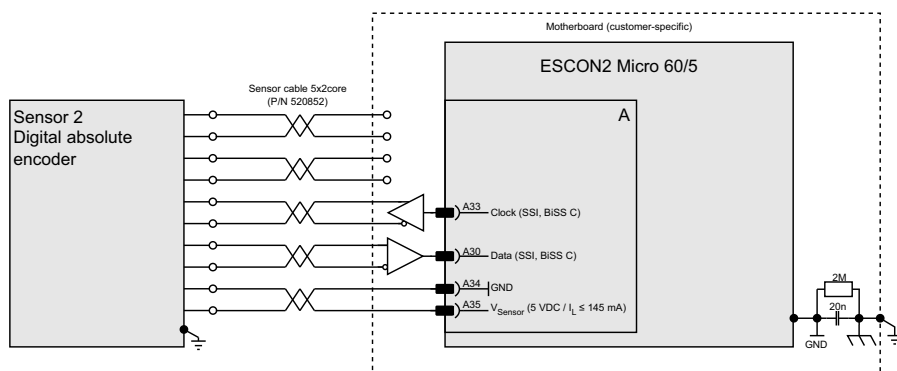 Motherboard (customer-specific)
ESCON2 Micro 60/5
Sensor cable 5x2core
(P/N 520852)
Sensor 2
Digital absolute
encoder
A
A33
Clock (SSI, BiSS C)
A30
Data (SSI, BiSS C)
A34
GND
A35
VSensor (5 VDC / IL ≤ 145 mA)
2M
20n
GND